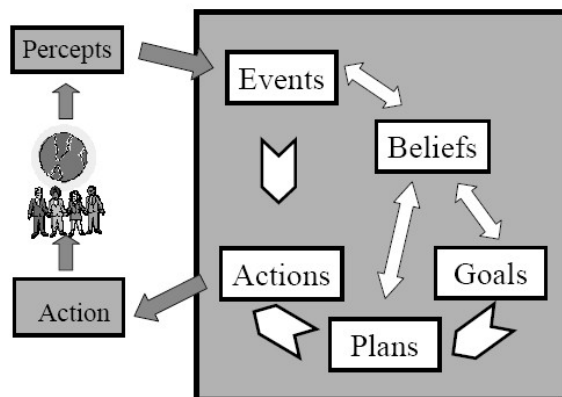 Percepts
Events
Beliefs
Actions
Goals
Action
Plans